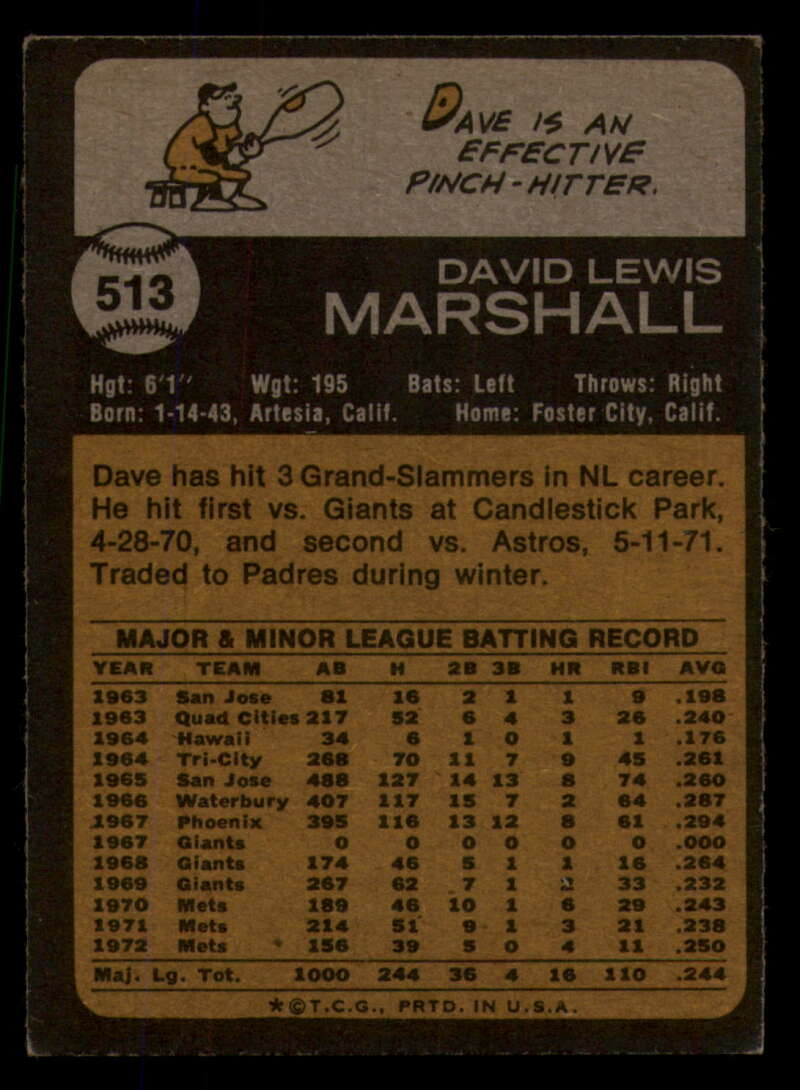 DAVE IS AN
EFFECTIVE
PINCH-HITTER.
513
DAVID LEWIS
MARSHALL
Hgt: 6'1" Wgt: 195 Bats: Left Throws: Right
Born: 1-14-43, Artesia, Calif. Home: Foster City, Calif.
Dave has hit 3 Grand-Slammers in NL career.
He hit first vs. Giants at Candlestick Park,
4-28-70, and second vs. Astros, 5-11-71.
Traded to Padres during winter.
MAJOR & MINOR LEAGUE BATTING RECORD
YEAR TEAM AB H 2B 3B HR RBI AVG
1963 San Jose 81 16 2 1 1 9 .198
1963 Quad Cities 217 52 6 4 3 26 .240
1964 Hawaii 34 6 1 0 1 1 .176
1964 Tri-City 268 70 11 7 9 45 .261
1965 San Jose 488 127 14 13 8 74 .260
1966 Waterbury 407 117 15 7 2 64 .287
1967 Phoenix 395 116 13 12 8 61 .294
1967 Giants 0 0 0 0 0 0 .000
1968 Giants 174 46 5 1 1 16 .264
1969 Giants 267 62 7 1 2 33 .232
1970 Mets 189 46 10 1 6 29 .243
1971 Mets 214 51 9 1 3 21 .238
1972 Mets 156 39 5 0 4 11 .250
Maj. Lg. Tot. 1000 244 36 4 16 110 .244
*©T.C.G., PRTD. IN U.S.A.